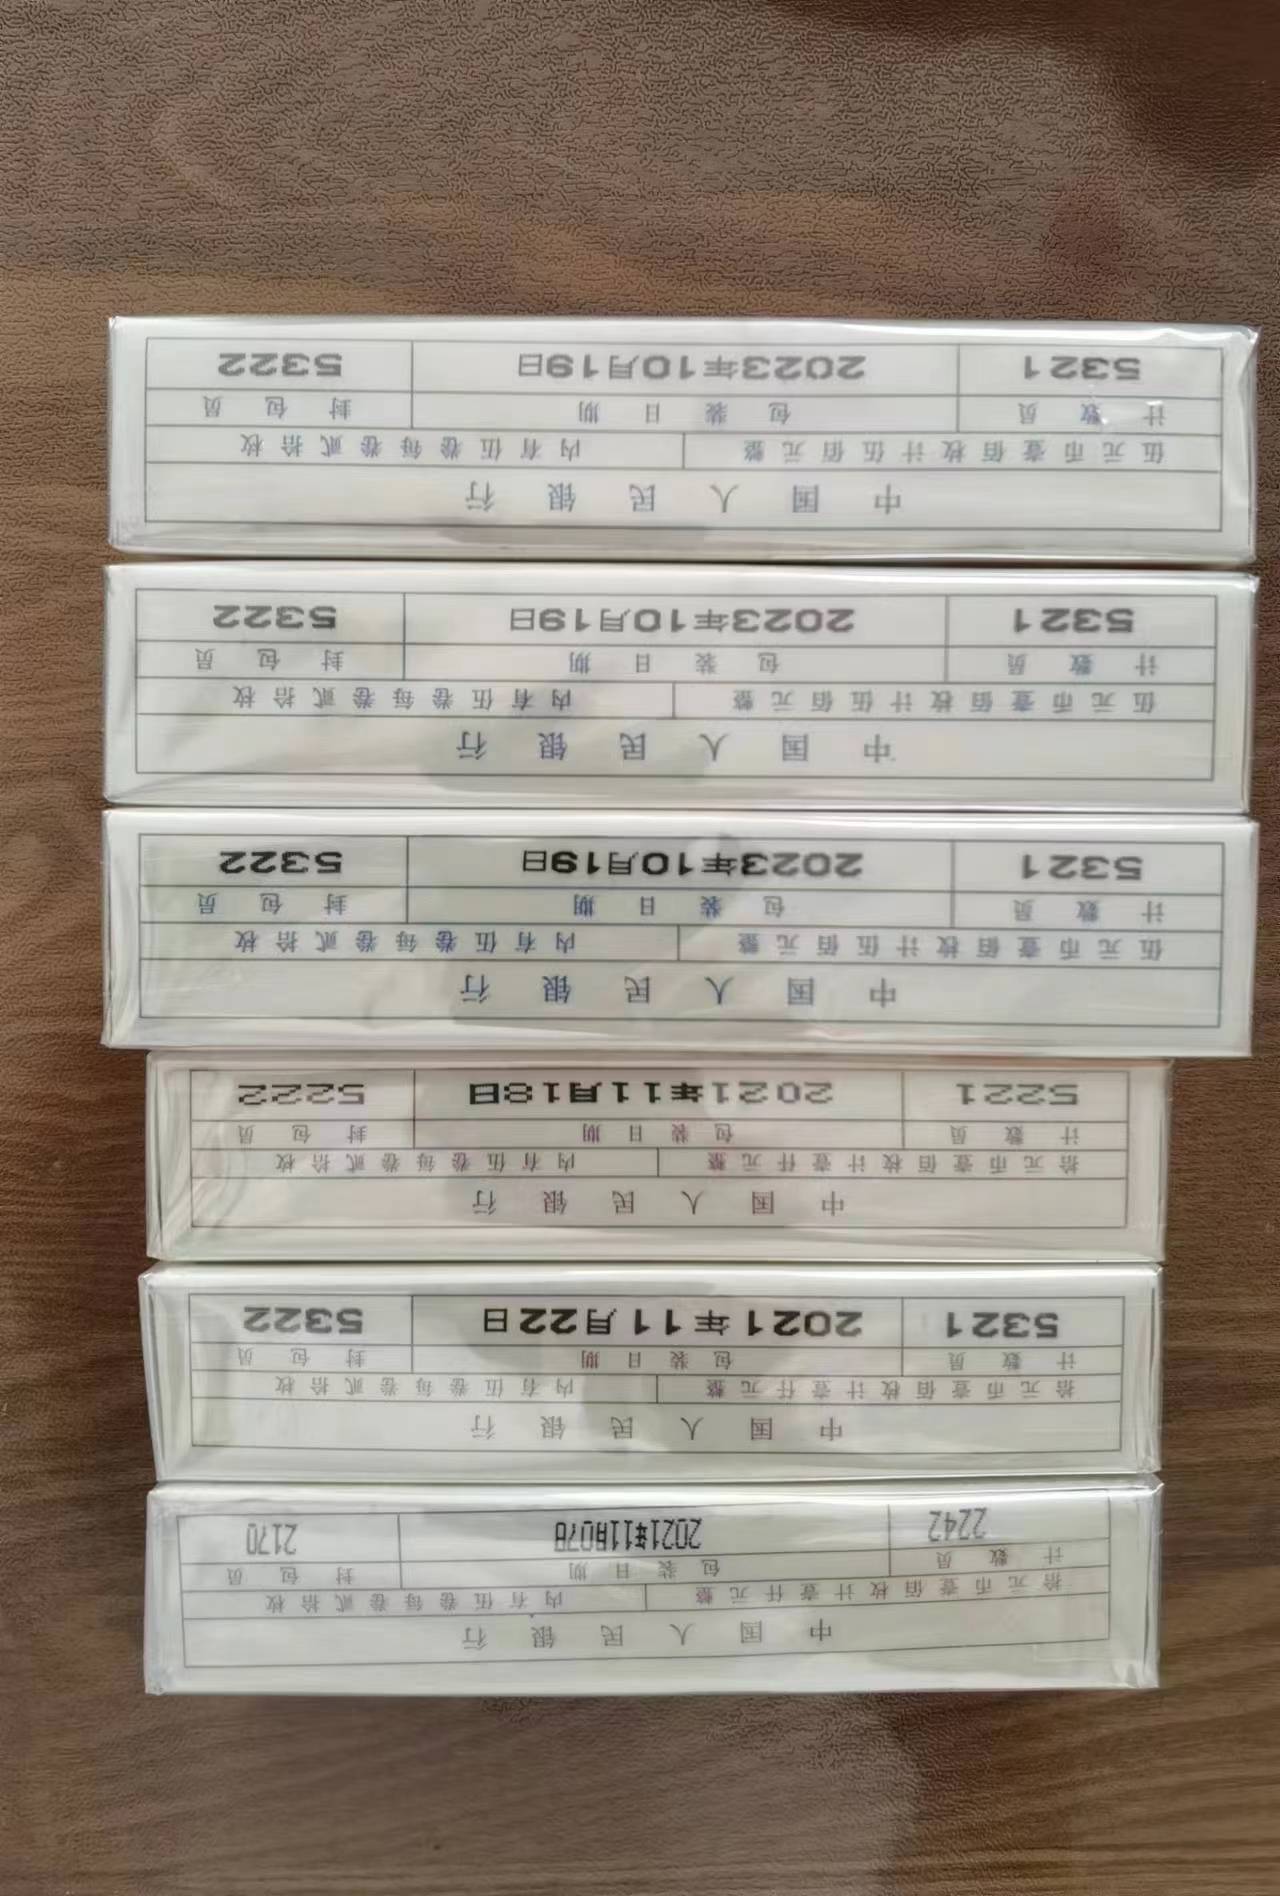 中国人民银行
拾元币壹佰枚计壹仟元整 内有伍卷每卷贰拾枚
计数员 包装日期 封包员
2242 2021年11月07日 2170
中国人民银行
拾元币壹佰枚计壹仟元整 内有伍卷每卷贰拾枚
计数员 包装日期 封包员
5321 2021年11月22日 5322
中国人民银行
拾元币壹佰枚计壹仟元整 内有伍卷每卷贰拾枚
计数员 包装日期 封包员
5221 2021年11月18日 5222
中国人民银行
伍元币壹佰枚计伍佰元整 内有伍卷每卷贰拾枚
计数员 包装日期 封包员
5321 2023年10月19日 5322
中国人民银行
伍元币壹佰枚计伍佰元整 内有伍卷每卷贰拾枚
计数员 包装日期 封包员
5321 2023年10月19日 5322
中国人民银行
伍元币壹佰枚计伍佰元整 内有伍卷每卷贰拾枚
计数员 包装日期 封包员
5321 2023年10月19日 5322